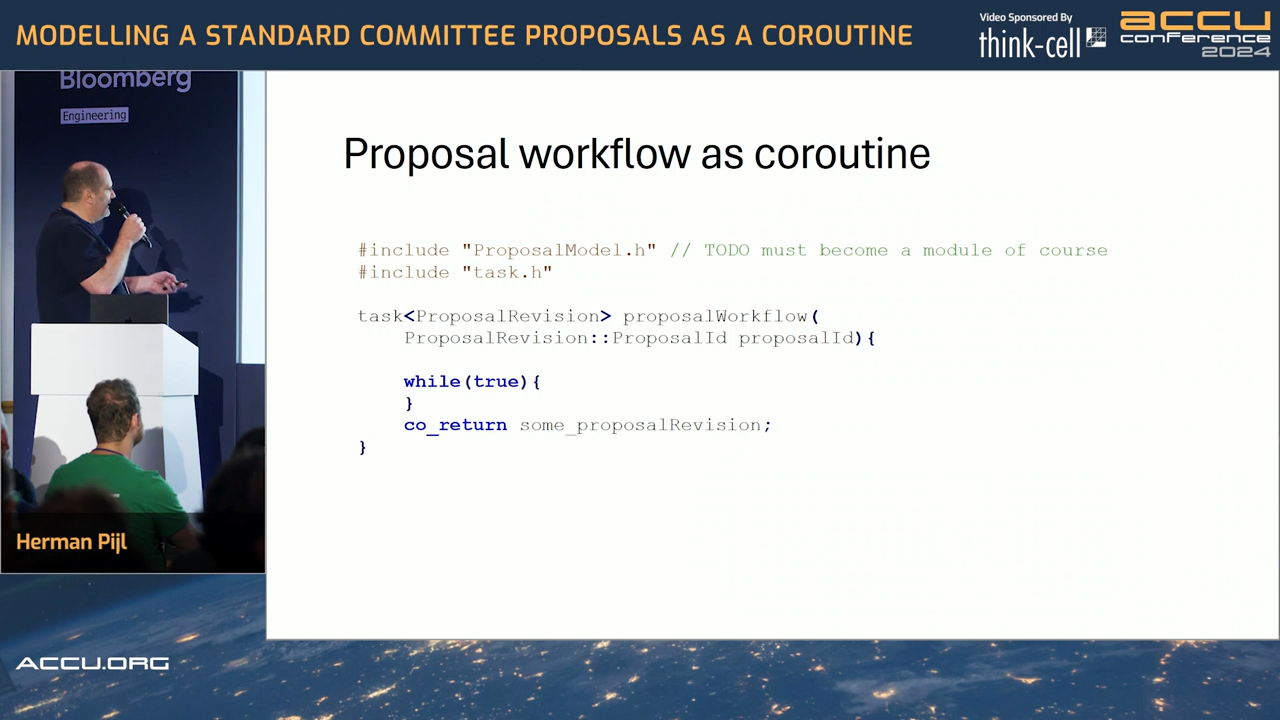 MODELLING A STANDARD COMMITTEE PROPOSALS AS A COROUTINE
Video Sponsored By
think-cell
accu
conference
2024
Bloomberg
Engineering
Proposal workflow as coroutine
#include "ProposalModel.h" // TODO must become a module of course
#include "task.h"
task<ProposalRevision> proposalWorkflow(
ProposalRevision::ProposalId proposalId){
while(true){
}
co_return some_proposalRevision;
}
Herman Pijl
ACCU.ORG